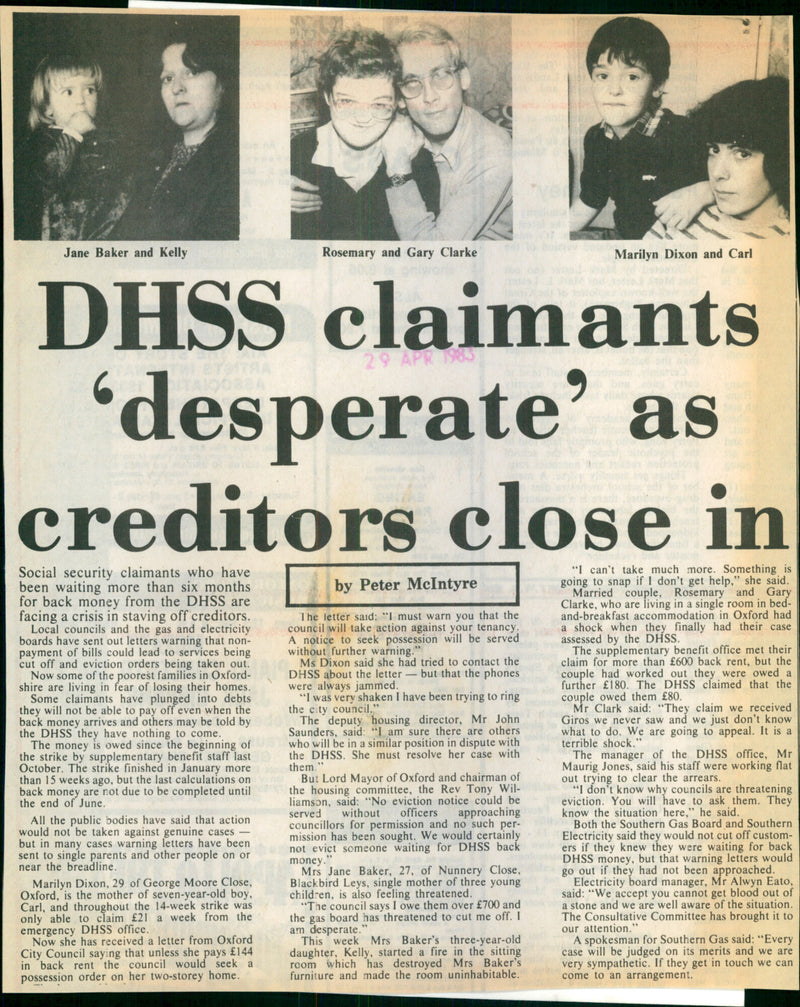 Jane Baker and Kelly
Rosemary and Gary Clarke
Marilyn Dixon and Carl
DHSS claimants
29 APR 1983
‘desperate’ as
creditors close in
Social security claimants who have
been waiting more than six months
for back money from the DHSS are
facing a crisis in staving off creditors.
Local councils and the gas and electricity
boards have sent out letters warning that non-
payment of bills could lead to services being
cut off and eviction orders being taken out.
Now some of the poorest families in Oxford-
shire are living in fear of losing their homes.
Some claimants have plunged into debts
they will not be able to pay off even when the
back money arrives and others may be told by
the DHSS they have nothing to come.
The money is owed since the beginning of
the strike by supplementary benefit staff last
October. The strike finished in January more
than 15 weeks ago, but the last calculations on
back money are not due to be completed until
the end of June.
All the public bodies have said that action
would not be taken against genuine cases —
but in many cases warning letters have been
sent to single parents and other people on or
near the breadline.
Marilyn Dixon, 29 of George Moore Close,
Oxford, is the mother of seven-year-old boy,
Carl, and throughout the 14-week strike was
only able to claim £21 a week from the
emergency DHSS office.
Now she has received a letter from Oxford
City Council saying that unless she pays £144
in back rent the council would seek a
possession order on her two-storey home.
by Peter McIntyre
The letter said: “I must warn you that the
council will take action against your tenancy.
A notice to seek possession will be served
without further warning.”
Ms Dixon said she had tried to contact the
DHSS about the letter — but that the phones
were always jammed.
“I was very shaken I have been trying to ring
the city council.”
The deputy housing director, Mr John
Saunders, said: “I am sure there are others
who will be in a similar position in dispute with
the DHSS. She must resolve her case with
them.”
But Lord Mayor of Oxford and chairman of
the housing committee, the Rev Tony Wil-
liamson, said: “No eviction notice could be
served without officers approaching
councillors for permission and no such per-
mission has been sought. We would certainly
not evict someone waiting for DHSS back
money.”
Mrs Jane Baker, 27, of Nunnery Close,
Blackbird Leys, single mother of three young
children, is also feeling threatened.
“The council says I owe them over £700 and
the gas board has threatened to cut me off. I
am desperate.”
This week Mrs Baker's three-year-old
daughter, Kelly, started a fire in the sitting
room which has destroyed Mrs Baker's
furniture and made the room uninhabitable.
“I can't take much more. Something is
going to snap if I don't get help,” she said.
Married couple, Rosemary and Gary
Clarke, who are living in a single room in bed-
and-breakfast accommodation in Oxford had
a shock when they finally had their case
assessed by the DHSS.
The supplementary benefit office met their
claim for more than £600 back rent, but the
couple had worked out they were owed a
further £180. The DHSS claimed that the
couple owed them £80.
Mr Clark said: “They claim we received
Giros we never saw and we just don't know
what to do. We are going to appeal. It is a
terrible shock.”
The manager of the DHSS office, Mr
Maurig Jones, said his staff were working flat
out trying to clear the arrears.
“I don't know why councils are threatening
eviction. You will have to ask them. They
know the situation here,” he said.
Both the Southern Gas Board and Southern
Electricity said they would not cut off custom-
ers if they knew they were waiting for back
DHSS money, but that warning letters would
go out if they had not been approached.
Electricity board manager, Mr Alwyn Eato,
said: “We accept you cannot get blood out of
a stone and we are well aware of the situation.
The Consultative Committee has brought it to
our attention.”
A spokesman for Southern Gas said: “Every
case will be judged on its merits and we are
very sympathetic. If they get in touch we can
come to an arrangement.